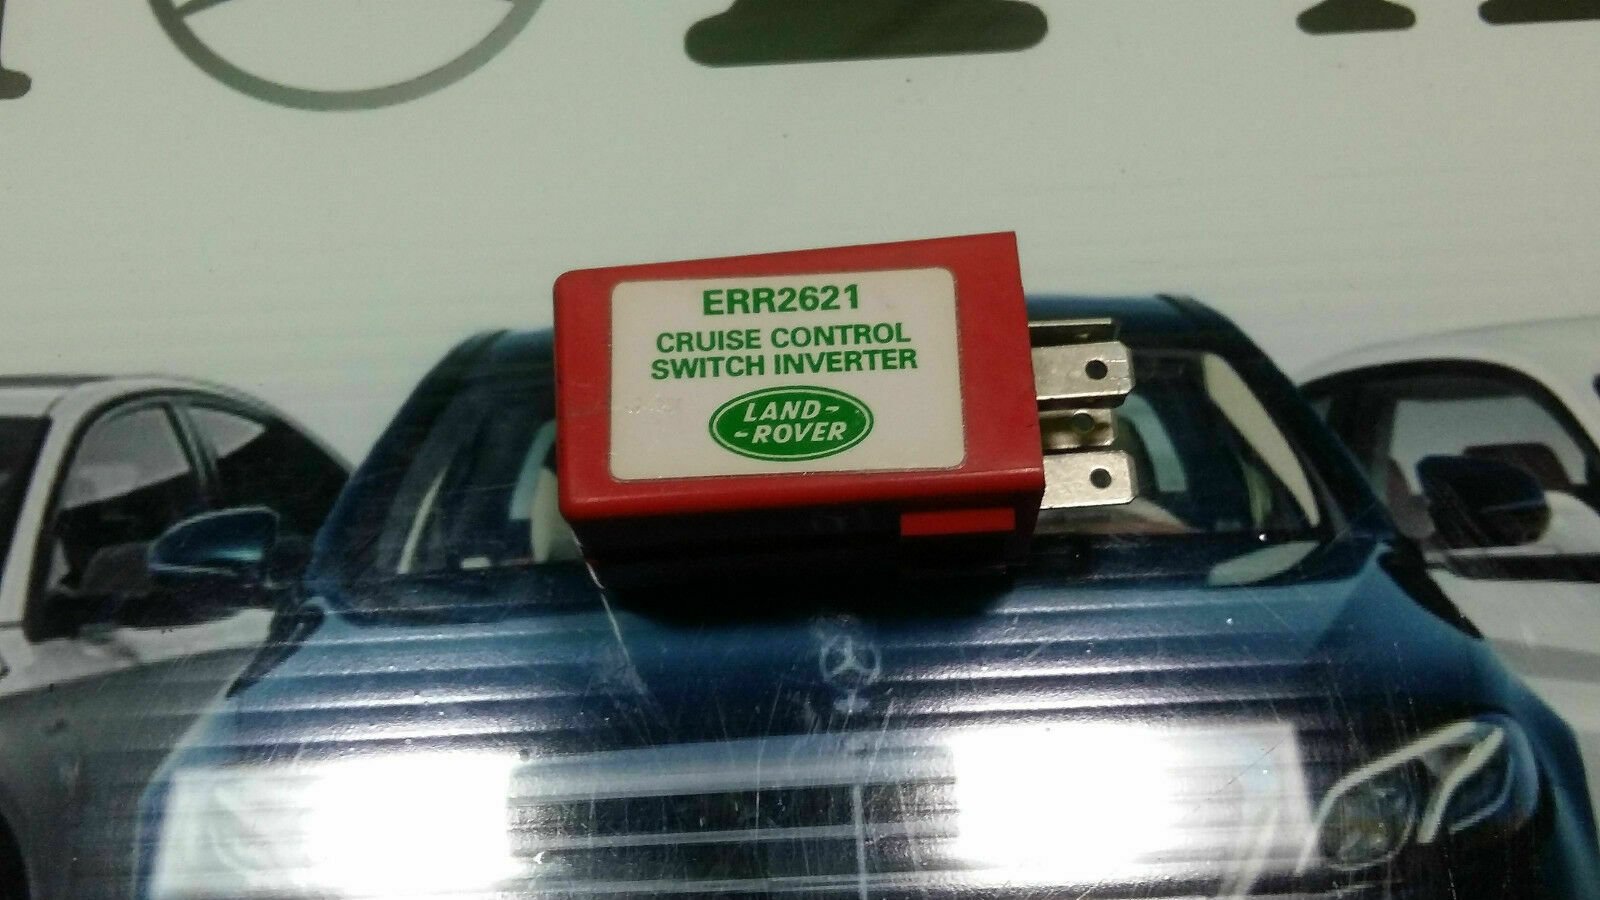 ERR2621
CRUISE CONTROL
SWITCH INVERTER
LAND-
-ROVER